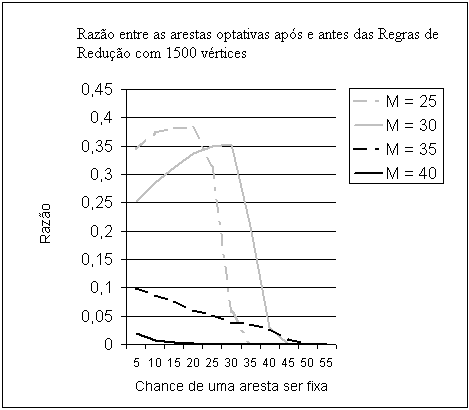 Razão entre as arestas optativas após e antes das Regras de
Redução com 1500 vértices
0,45
0,4
0,35
0,3
0,25
0,2
0,15
0,1
0,05
0
Razão
5 10 15 20 25 30 35 40 45 50 55
Chance de uma aresta ser fixa
M = 25
M = 30
M = 35
M = 40